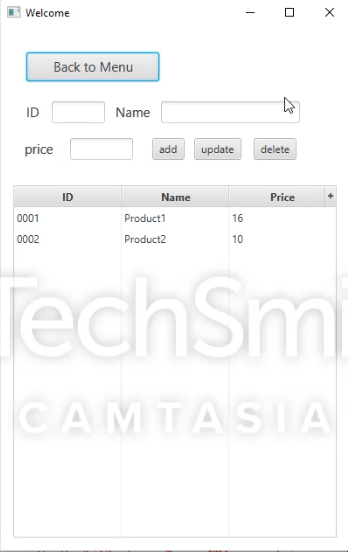 Welcome
Back to Menu
ID Name
price add update delete
ID Name Price +
0001 Product1 16
0002 Product2 10
TechSmi
CAMTASIA